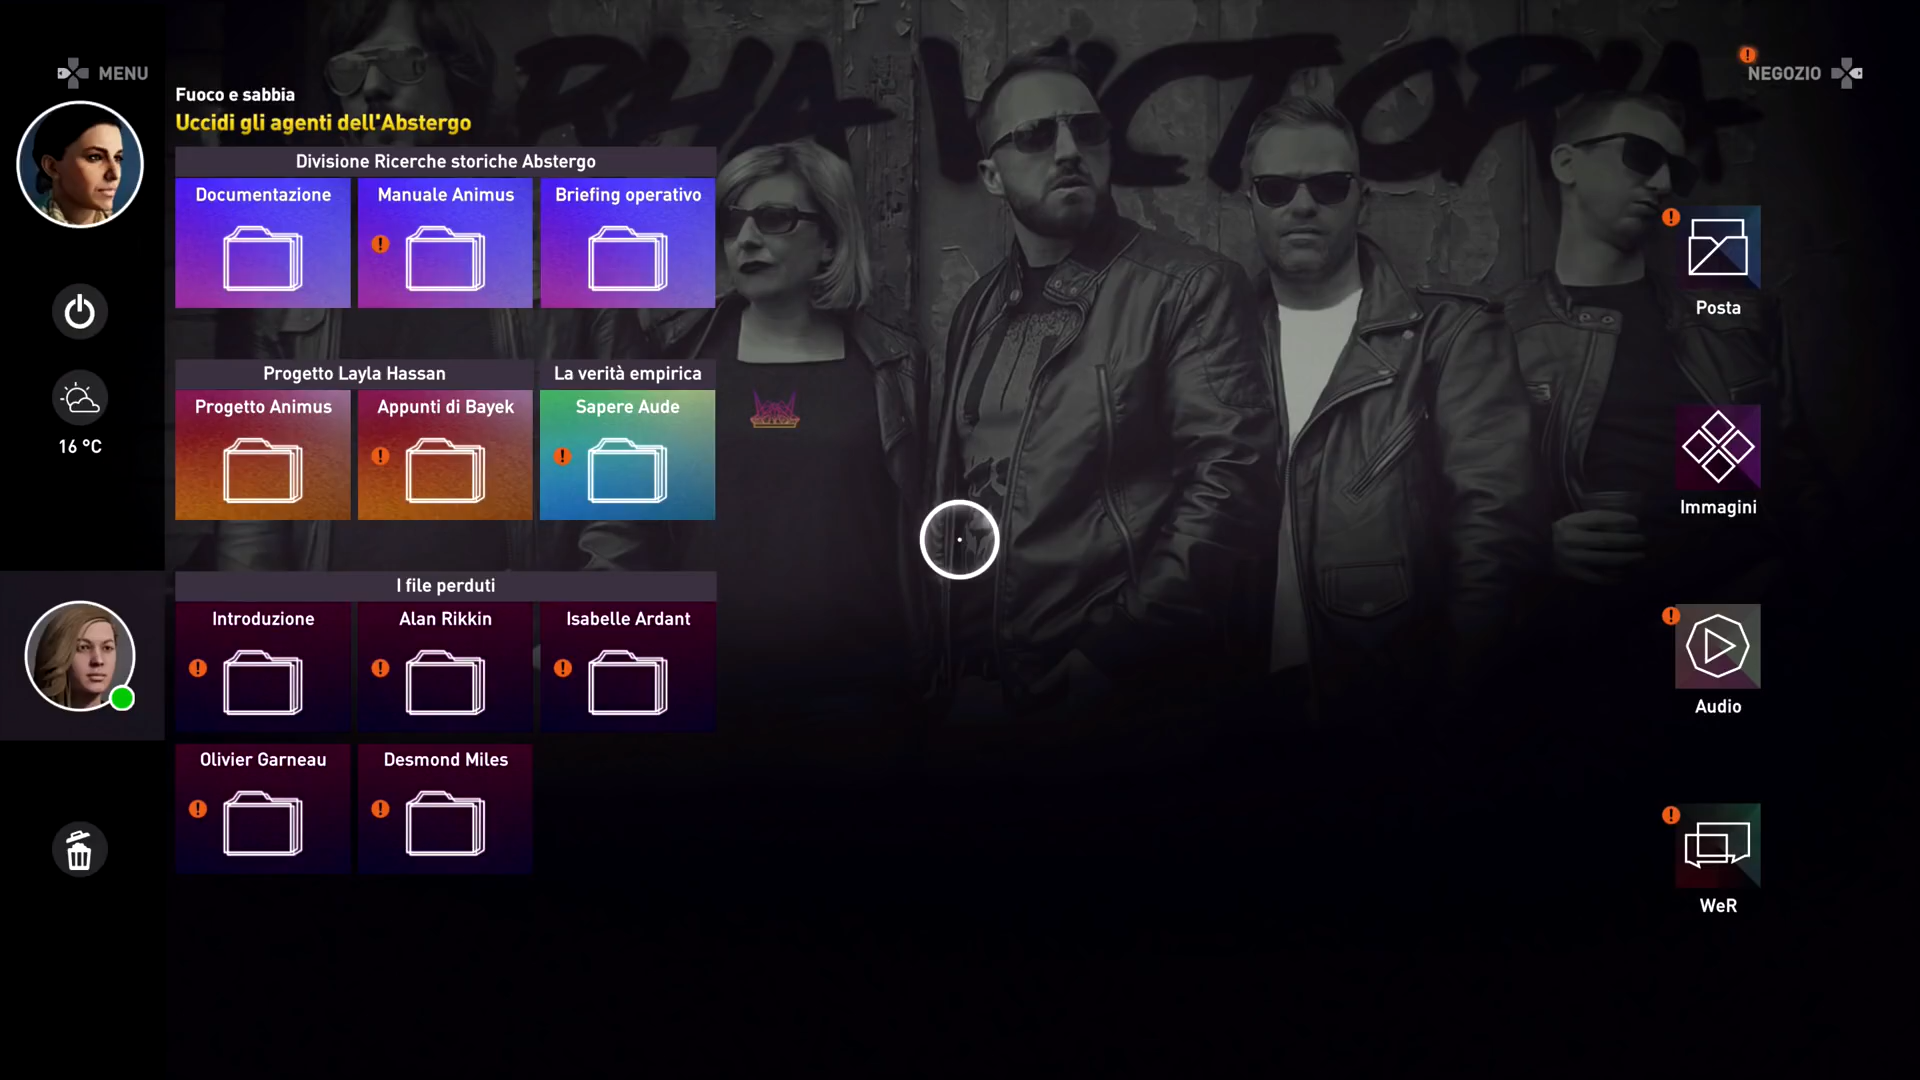 MENU
NEGOZIO
Fuoco e sabbia
Uccidi gli agenti dell'Abstergo
Divisione Ricerche storiche Abstergo
Documentazione
Manuale Animus
Briefing operativo
Progetto Layla Hassan
La verità empirica
Progetto Animus
Appunti di Bayek
Sapere Aude
16 °C
I file perduti
Introduzione
Alan Rikkin
Isabelle Ardant
Olivier Garneau
Desmond Miles
Posta
Immagini
Audio
WeR